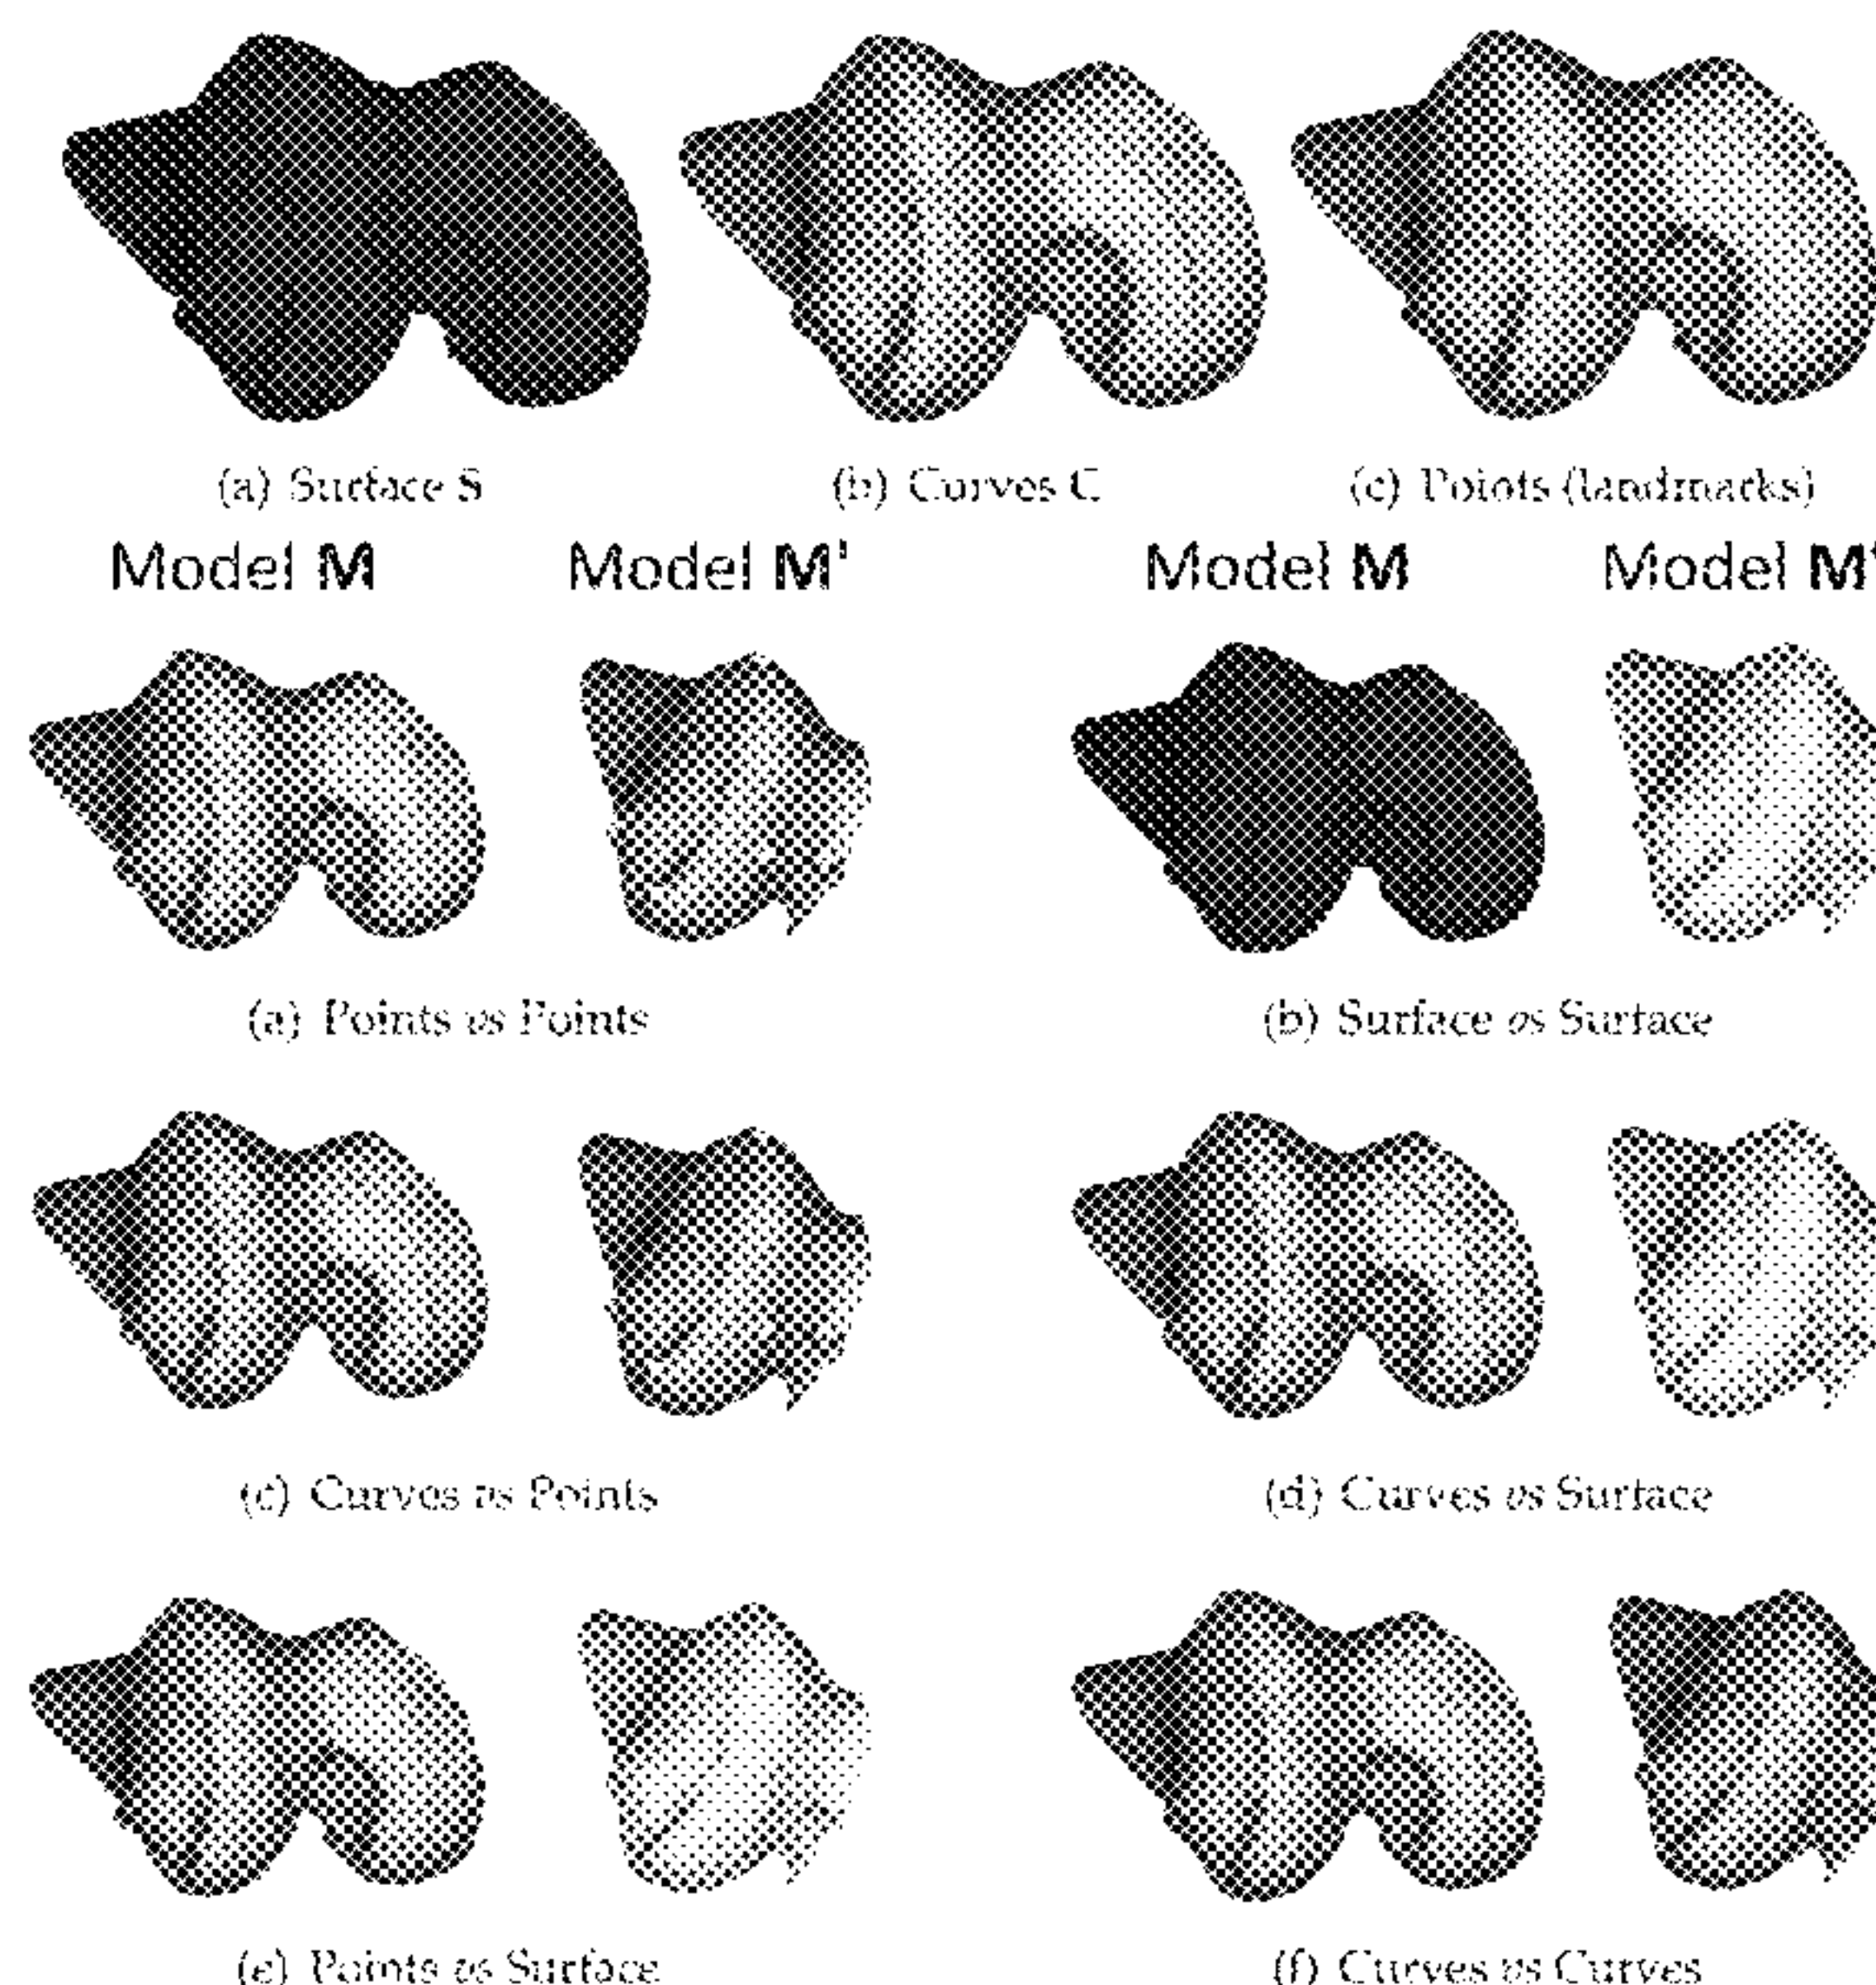 (a) Surface S
(b) Curves C
(c) Points (landmarks)
Model M
Model M'
Model M
Model M'
(a) Points vs Points
(b) Surface vs Surface
(c) Curves vs Points
(d) Curves vs Surface
(e) Points vs Surface
(f) Curves vs Curves